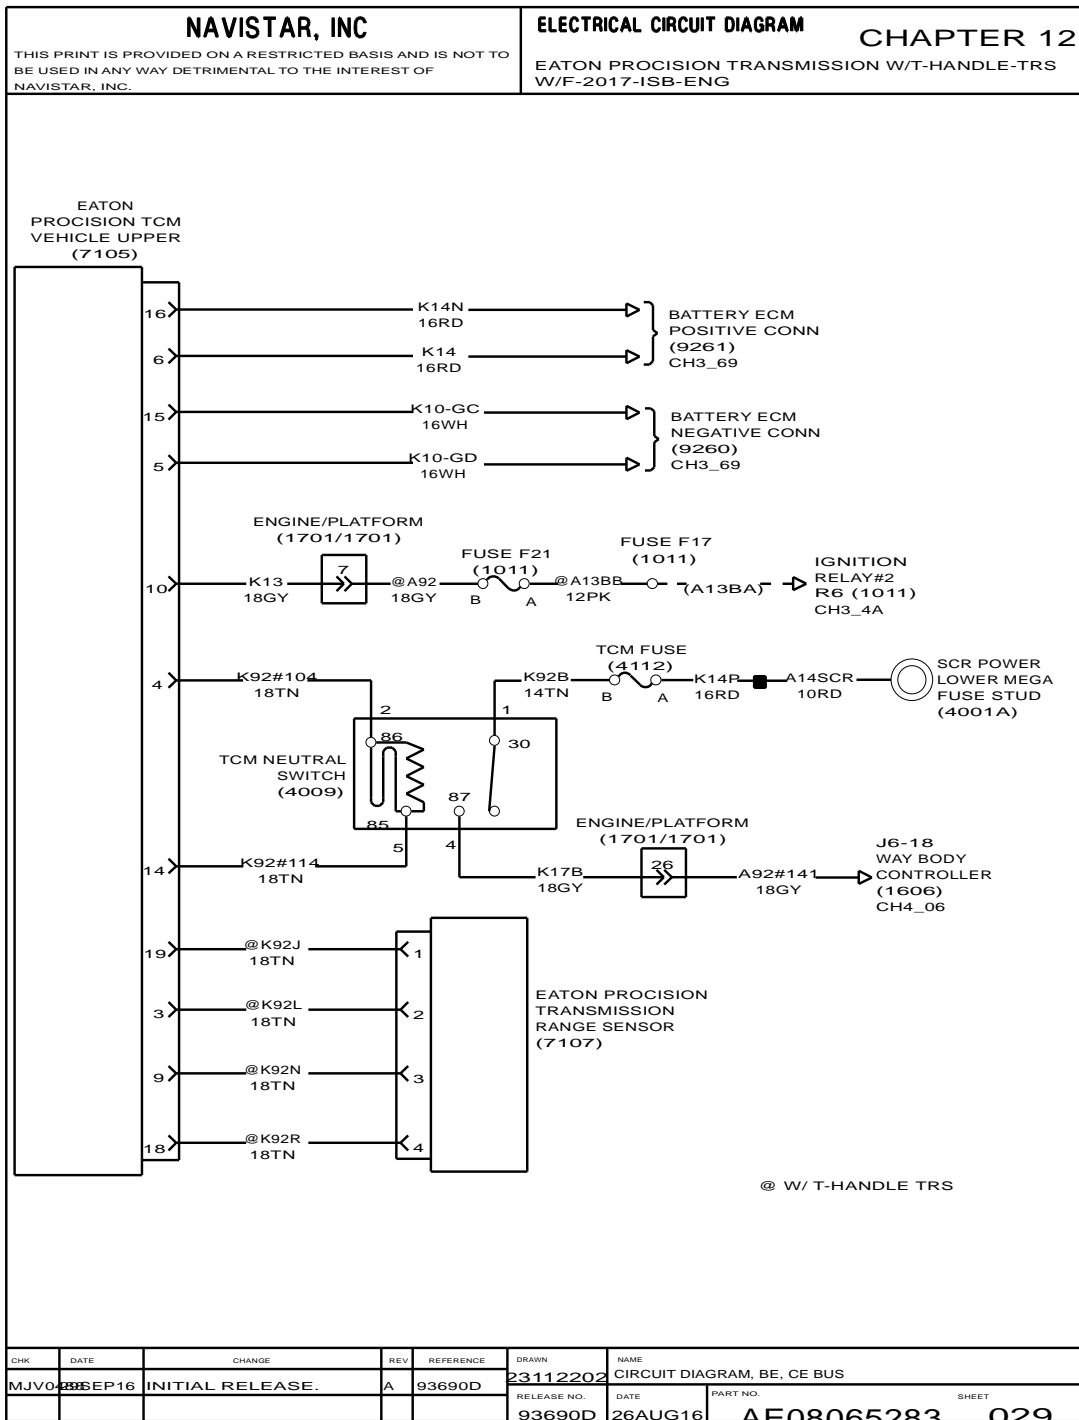 NAVISTAR, INC
THIS PRINT IS PROVIDED ON A RESTRICTED BASIS AND IS NOT TO
BE USED IN ANY WAY DETRIMENTAL TO THE INTEREST OF
NAVISTAR, INC.
ELECTRICAL CIRCUIT DIAGRAM
CHAPTER 12
EATON PROCISION TRANSMISSION W/T-HANDLE-TRS
W/F-2017-ISB-ENG
EATON
PROCISION TCM
VEHICLE UPPER
(7105)
16
K14N
16RD
6
K14
16RD
BATTERY ECM
POSITIVE CONN
(9261)
CH3_69
15
K10-GC
16WH
5
K10-GD
16WH
BATTERY ECM
NEGATIVE CONN
(9260)
CH3_69
ENGINE/PLATFORM
(1701/1701)
FUSE F21
(1011)
FUSE F17
(1011)
10
K13
18GY
7
@A92
18GY
B
A
@A13BB
12PK
(A13BA)
IGNITION
RELAY#2
R6 (1011)
CH3_4A
4
K92#104
18TN
K92B
14TN
TCM FUSE
(4112)
B
A
K14P
16RD
A14SCR
10RD
SCR POWER
LOWER MEGA
FUSE STUD
(4001A)
2
1
86
30
TCM NEUTRAL
SWITCH
(4009)
87
85
5
4
14
K92#114
18TN
ENGINE/PLATFORM
(1701/1701)
K17B
18GY
26
A92#141
18GY
J6-18
WAY BODY
CONTROLLER
(1606)
CH4_06
19
@K92J
18TN
1
3
@K92L
18TN
2
9
@K92N
18TN
3
18
@K92R
18TN
4
EATON PROCISION
TRANSMISSION
RANGE SENSOR
(7107)
@ W/ T-HANDLE TRS
CHK DATE CHANGE REV REFERENCE
SEP16 INITIAL RELEASE. A 93690D
DRAWN
23112202
NAME
CIRCUIT DIAGRAM, BE, CE BUS
RELEASE NO.
93690D
DATE
26AUG16
PART NO.
AE08065283
SHEET
029